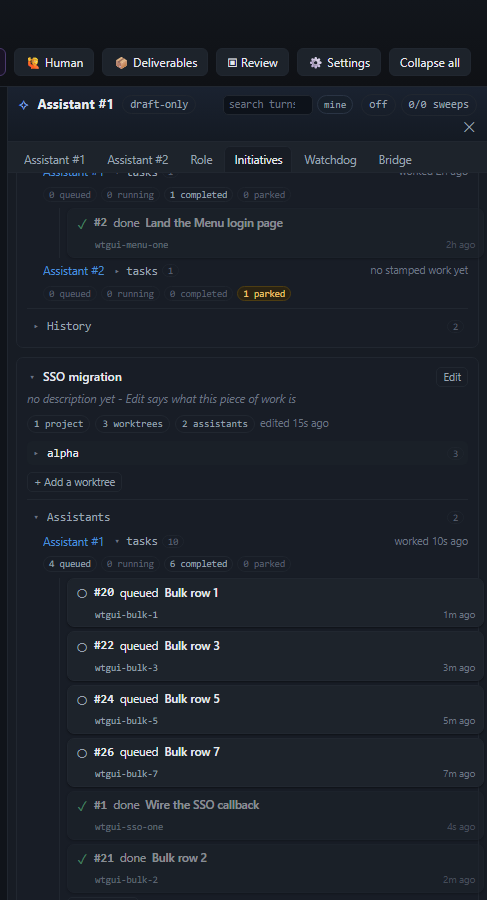 Human
Deliverables
Review
Settings
Collapse all
Assistant #1 draft-only search turns mine off 0/0 sweeps
Assistant #1 Assistant #2 Role Initiatives Watchdog Bridge
Assistant #1 tasks 1 worked 2h ago
0 queued 0 running 1 completed 0 parked
#2 done Land the Menu login page
wtgui-menu-one 2h ago
Assistant #2 tasks 1 no stamped work yet
0 queued 0 running 0 completed 1 parked
History 2
SSO migration Edit
no description yet - Edit says what this piece of work is
1 project 3 worktrees 2 assistants edited 15s ago
alpha 3
+ Add a worktree
Assistants 2
Assistant #1 tasks 10 worked 10s ago
4 queued 0 running 6 completed 0 parked
#20 queued Bulk row 1
wtgui-bulk-1 1m ago
#22 queued Bulk row 3
wtgui-bulk-3 3m ago
#24 queued Bulk row 5
wtgui-bulk-5 5m ago
#26 queued Bulk row 7
wtgui-bulk-7 7m ago
#1 done Wire the SSO callback
wtgui-sso-one 4s ago
#21 done Bulk row 2
wtgui-bulk-2 2m ago